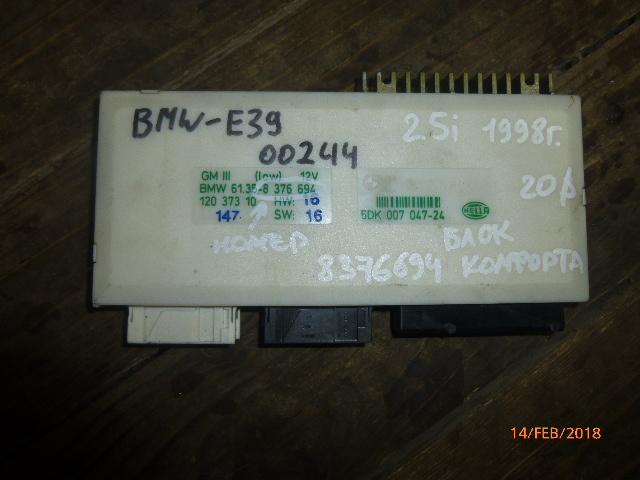 BMW-E39
00244
2.5i 1998г.
20р
GM III (Low) 12V
BMW 61.35-8 376 694
120 373 10 HW: 16
147 SW: 16
6DK 007 047-24
HELLA
номер
8376694
БЛОК
КОМФОРТА
14/FEB/2018